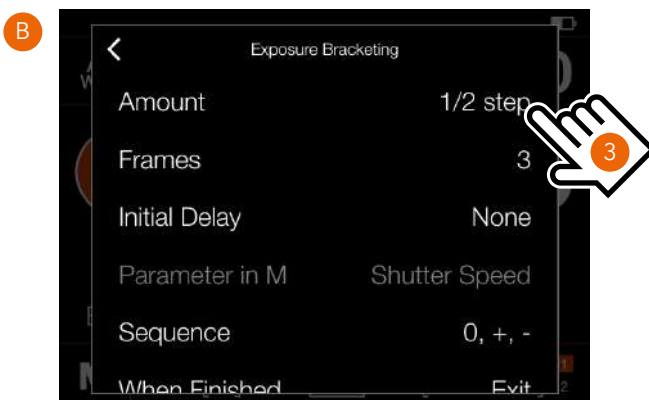 B
Exposure Bracketing
Amount 1/2 step
Frames 3
3
Initial Delay None
Parameter in M Shutter Speed
Sequence 0, +, -
When Finished Exit